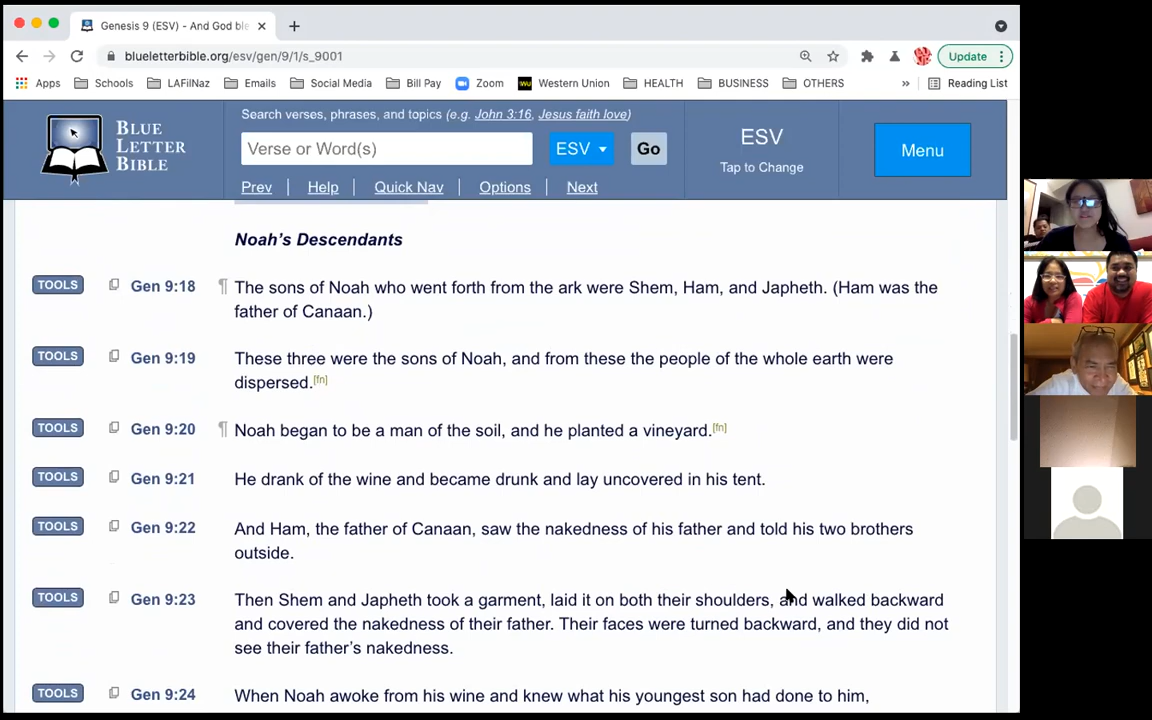 Genesis 9 (ESV) - And God ble
blueletterbible.org/esv/gen/9/1/s_9001
Update
Apps Schools LAFilNaz Emails Social Media Bill Pay Zoom Western Union HEALTH BUSINESS OTHERS » Reading List
BLUE
LETTER
BIBLE
Search verses, phrases, and topics (e.g. John 3:16, Jesus faith love)
Verse or Word(s)
ESV
Go
Prev | Help | Quick Nav | Options | Next
ESV
Tap to Change
Menu
Noah's Descendants
TOOLS Gen 9:18 ¶ The sons of Noah who went forth from the ark were Shem, Ham, and Japheth. (Ham was the
father of Canaan.)
TOOLS Gen 9:19 These three were the sons of Noah, and from these the people of the whole earth were
dispersed.[fn]
TOOLS Gen 9:20 ¶ Noah began to be a man of the soil, and he planted a vineyard.[fn]
TOOLS Gen 9:21 He drank of the wine and became drunk and lay uncovered in his tent.
TOOLS Gen 9:22 And Ham, the father of Canaan, saw the nakedness of his father and told his two brothers
outside.
TOOLS Gen 9:23 Then Shem and Japheth took a garment, laid it on both their shoulders, and walked backward
and covered the nakedness of their father. Their faces were turned backward, and they did not
see their father's nakedness.
TOOLS Gen 9:24 When Noah awoke from his wine and knew what his youngest son had done to him,